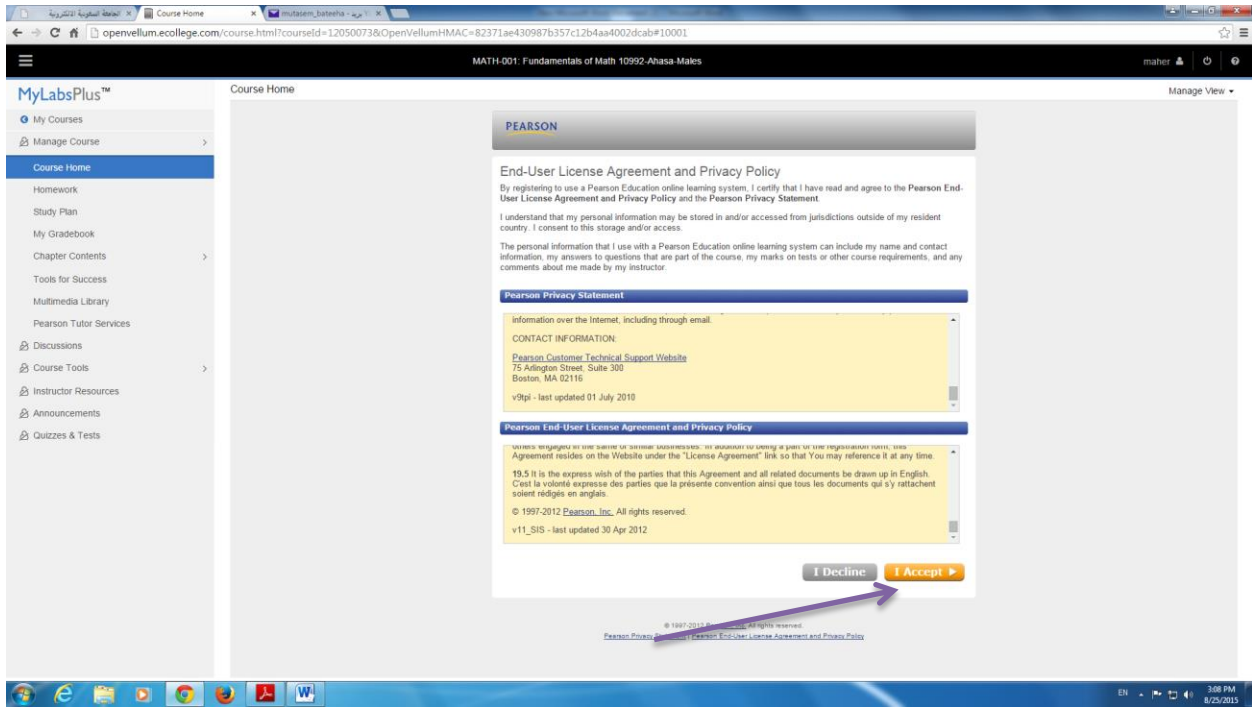 الجامعة السعودية الالكترونية
Course Home
mutasem_bateeha -
openvellum.ecollege.com/course.html?courseId=12050073&OpenVellumHMAC=82371ae430987b357c12b4aa4002dcab#10001
MATH-001: Fundamentals of Math 10992-Ahasa-Males
maher
MyLabsPlus™
Course Home
Manage View
My Courses
Manage Course
Course Home
Homework
Study Plan
My Gradebook
Chapter Contents
Tools for Success
Multimedia Library
Pearson Tutor Services
Discussions
Course Tools
Instructor Resources
Announcements
Quizzes & Tests
PEARSON
End-User License Agreement and Privacy Policy
By registering to use a Pearson Education online learning system, I certify that I have read and agree to the Pearson End-
User License Agreement and Privacy Policy and the Pearson Privacy Statement.
I understand that my personal information may be stored in and/or accessed from jurisdictions outside of my resident
country. I consent to this storage and/or access.
The personal information that I use with a Pearson Education online learning system can include my name and contact
information, my answers to questions that are part of the course, my marks on tests or other course requirements, and any
comments about me made by my instructor.
Pearson Privacy Statement
information over the Internet, including through email.
CONTACT INFORMATION:
Pearson Customer Technical Support Website
75 Arlington Street, Suite 300
Boston, MA 02116
v9tpi - last updated 01 July 2010
Pearson End-User License Agreement and Privacy Policy
others engaged in the same or similar businesses. In addition to being a part of the registration form, this
Agreement resides on the Website under the "License Agreement" link so that You may reference it at any time.
19.5 It is the express wish of the parties that this Agreement and all related documents be drawn up in English.
C'est la volonté expresse des parties que la présente convention ainsi que tous les documents qui s'y rattachent
soient rédigés en anglais.
© 1997-2012 Pearson, Inc. All rights reserved.
v11_SIS - last updated 30 Apr 2012
I Decline
I Accept
© 1997-2012 All rights reserved.
Pearson Privacy | Pearson End-User License Agreement and Privacy Policy
EN
3:08 PM
8/25/2015